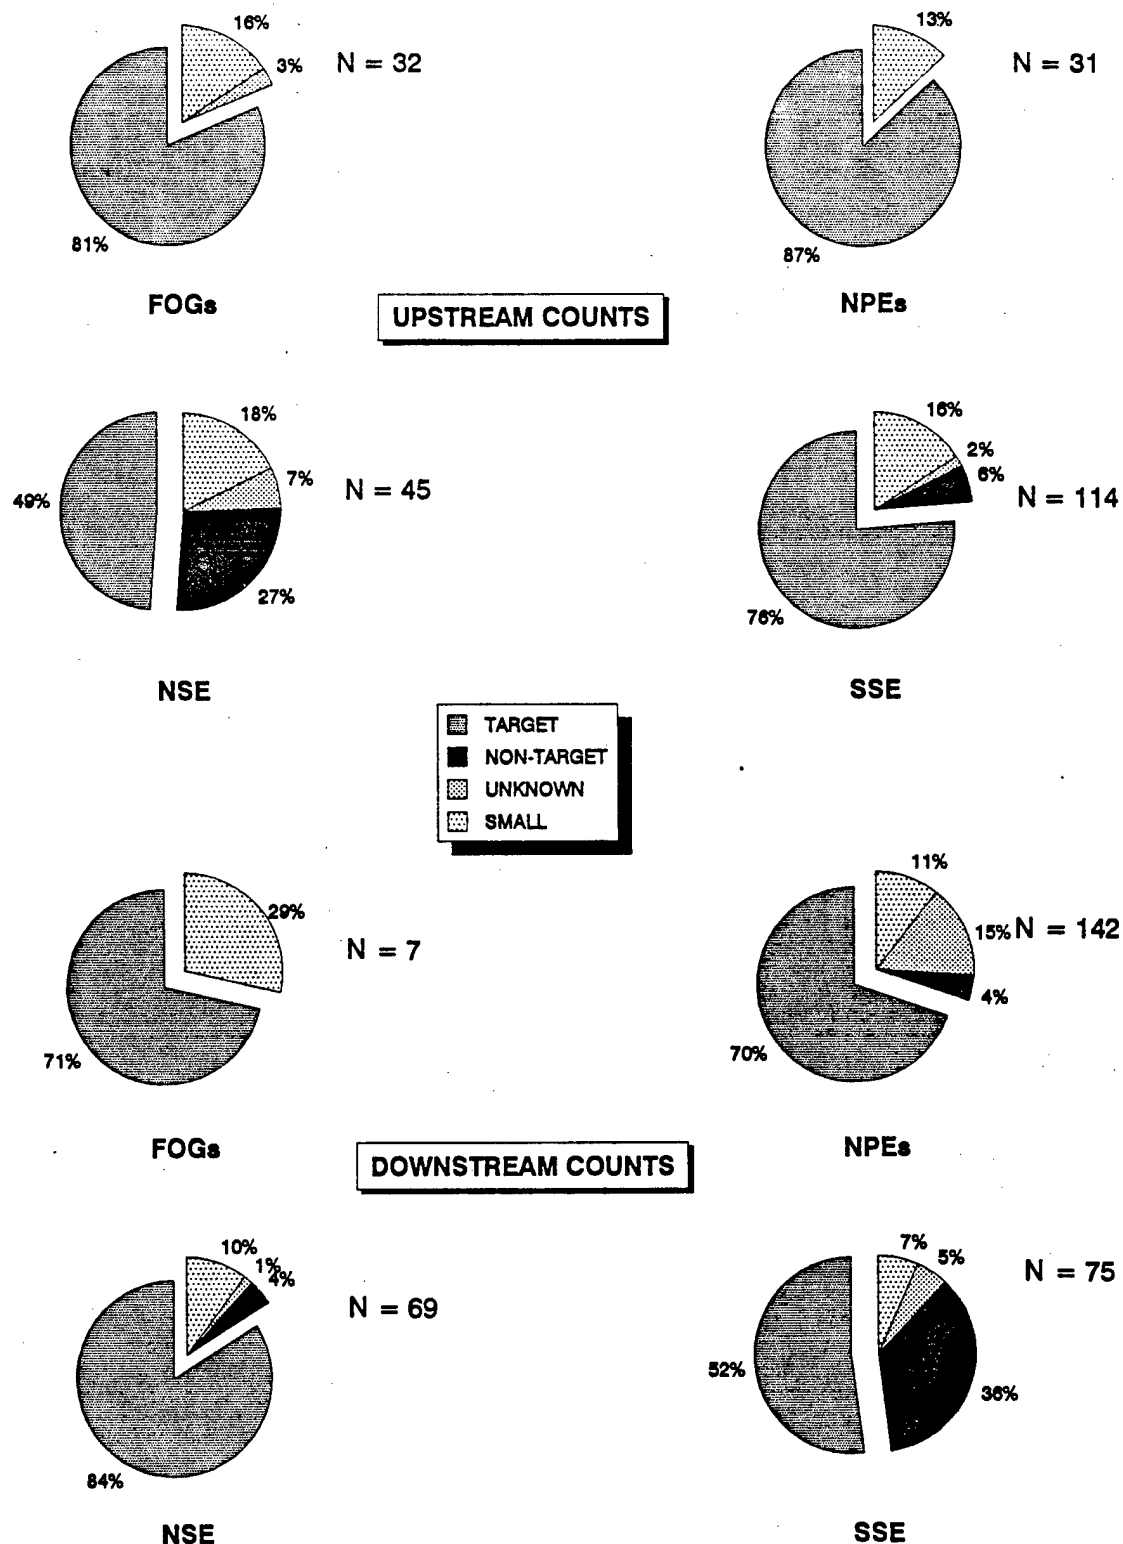 16%
3%
N = 32
81%
FOGs
13%
N = 31
87%
NPEs
UPSTREAM COUNTS
18%
7%
N = 45
49%
27%
NSE
16%
2%
6%
N = 114
76%
SSE
TARGET
NON-TARGET
UNKNOWN
SMALL
29%
N = 7
71%
FOGs
11%
15%
N = 142
4%
70%
NPEs
DOWNSTREAM COUNTS
10%
1%
4%
N = 69
84%
NSE
7%
5%
N = 75
52%
36%
SSE